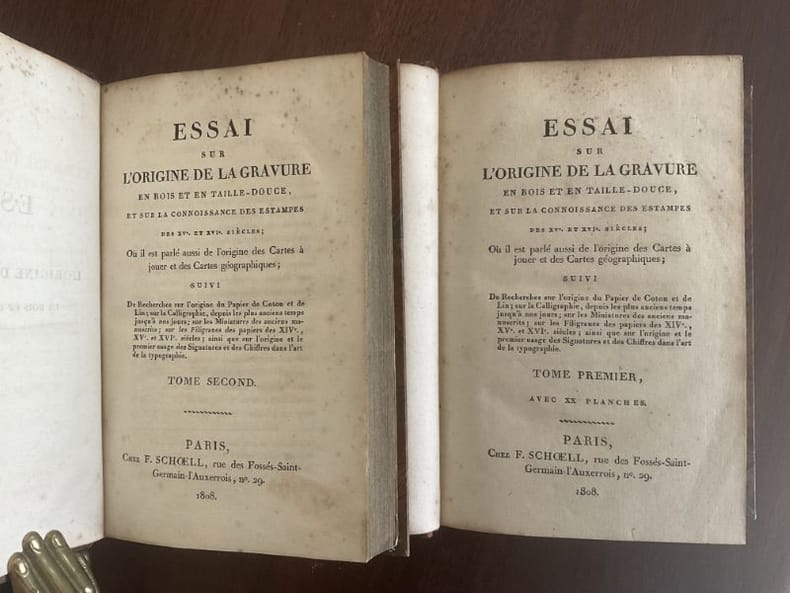 ESSAI
SUR
L'ORIGINE DE LA GRAVURE
EN BOIS ET EN TAILLE-DOUCE,
ET SUR LA CONNOISSANCE DES ESTAMPES
DES XVe. ET XVIe. SIÈCLES;
Où il est parlé aussi de l'origine des Cartes à
jouer et des Cartes géographiques;
SUIVI
De Recherches sur l'origine du Papier de Coton et de
Lin; sur la Calligraphie, depuis les plus anciens temps
jusqu'à nos jours; sur les Miniatures des anciens ma-
nuscrits; sur les Filigranes des papiers des XIVe.,
XVe. et XVIe. siècles; ainsi que sur l'origine et le
premier usage des Signatures et des Chiffres dans l'art
de la typographie.
TOME SECOND.
PARIS,
Chez F. SCHŒLL, rue des Fossés-Saint-
Germain-l'Auxerrois, no. 29.
1808.
ESSAI
SUR
L'ORIGINE DE LA GRAVURE
EN BOIS ET EN TAILLE-DOUCE,
ET SUR LA CONNOISSANCE DES ESTAMPES
DES XVe. ET XVIe. SIÈCLES;
Où il est parlé aussi de l'origine des Cartes à
jouer et des Cartes géographiques;
SUIVI
De Recherches sur l'origine du Papier de Coton et de
Lin; sur la Calligraphie, depuis les plus anciens temps
jusqu'à nos jours; sur les Miniatures des anciens ma-
nuscrits; sur les Filigranes des papiers des XIVe.,
XVe. et XVIe. siècles; ainsi que sur l'origine et le
premier usage des Signatures et des Chiffres dans l'art
de la typographie.
TOME PREMIER,
AVEC XX PLANCHES.
PARIS,
Chez F. SCHŒLL, rue des Fossés-Saint-
Germain-l'Auxerrois, no. 29.
1808.